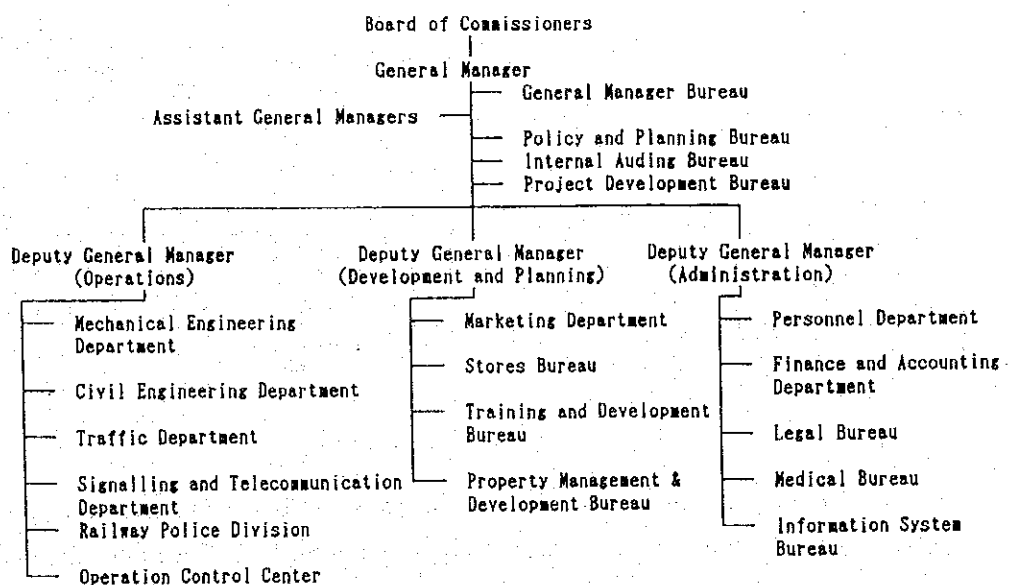 Board of Commissioners
General Manager
General Manager Bureau
Assistant General Managers
Policy and Planning Bureau
Internal Auding Bureau
Project Development Bureau
Deputy General Manager
(Operations)
Mechanical Engineering
Department
Civil Engineering Department
Traffic Department
Signalling and Telecommunication
Department
Railway Police Division
Operation Control Center
Deputy General Manager
(Development and Planning)
Marketing Department
Stores Bureau
Training and Development
Bureau
Property Management &
Development Bureau
Deputy General Manager
(Administration)
Personnel Department
Finance and Accounting
Department
Legal Bureau
Medical Bureau
Information System
Bureau